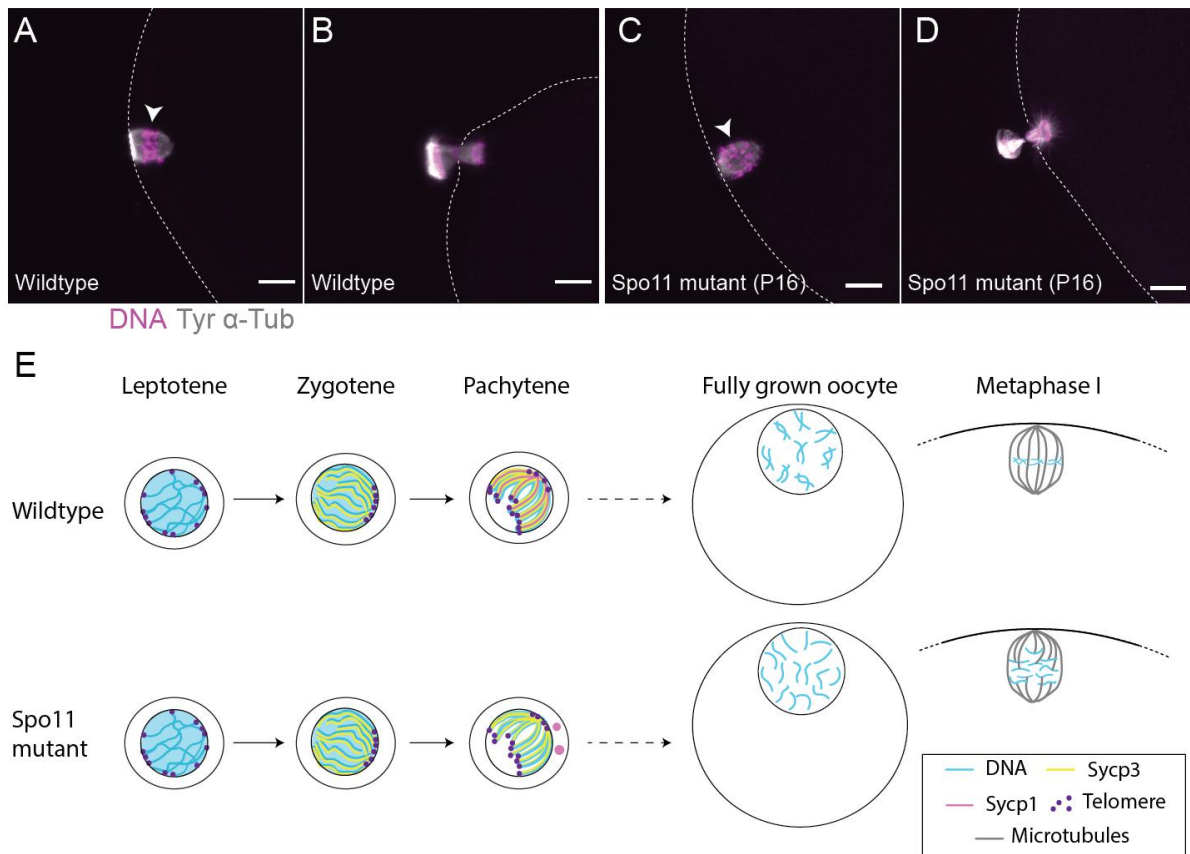 A
B
C
D
Wildtype
Wildtype
Spo11 mutant (P16)
Spo11 mutant (P16)
DNA Tyr α-Tub
E
Leptotene
Zygotene
Pachytene
Fully grown oocyte
Metaphase I
Wildtype
Spo11
mutant
DNA
Sycp3
Sycp1
Telomere
Microtubules